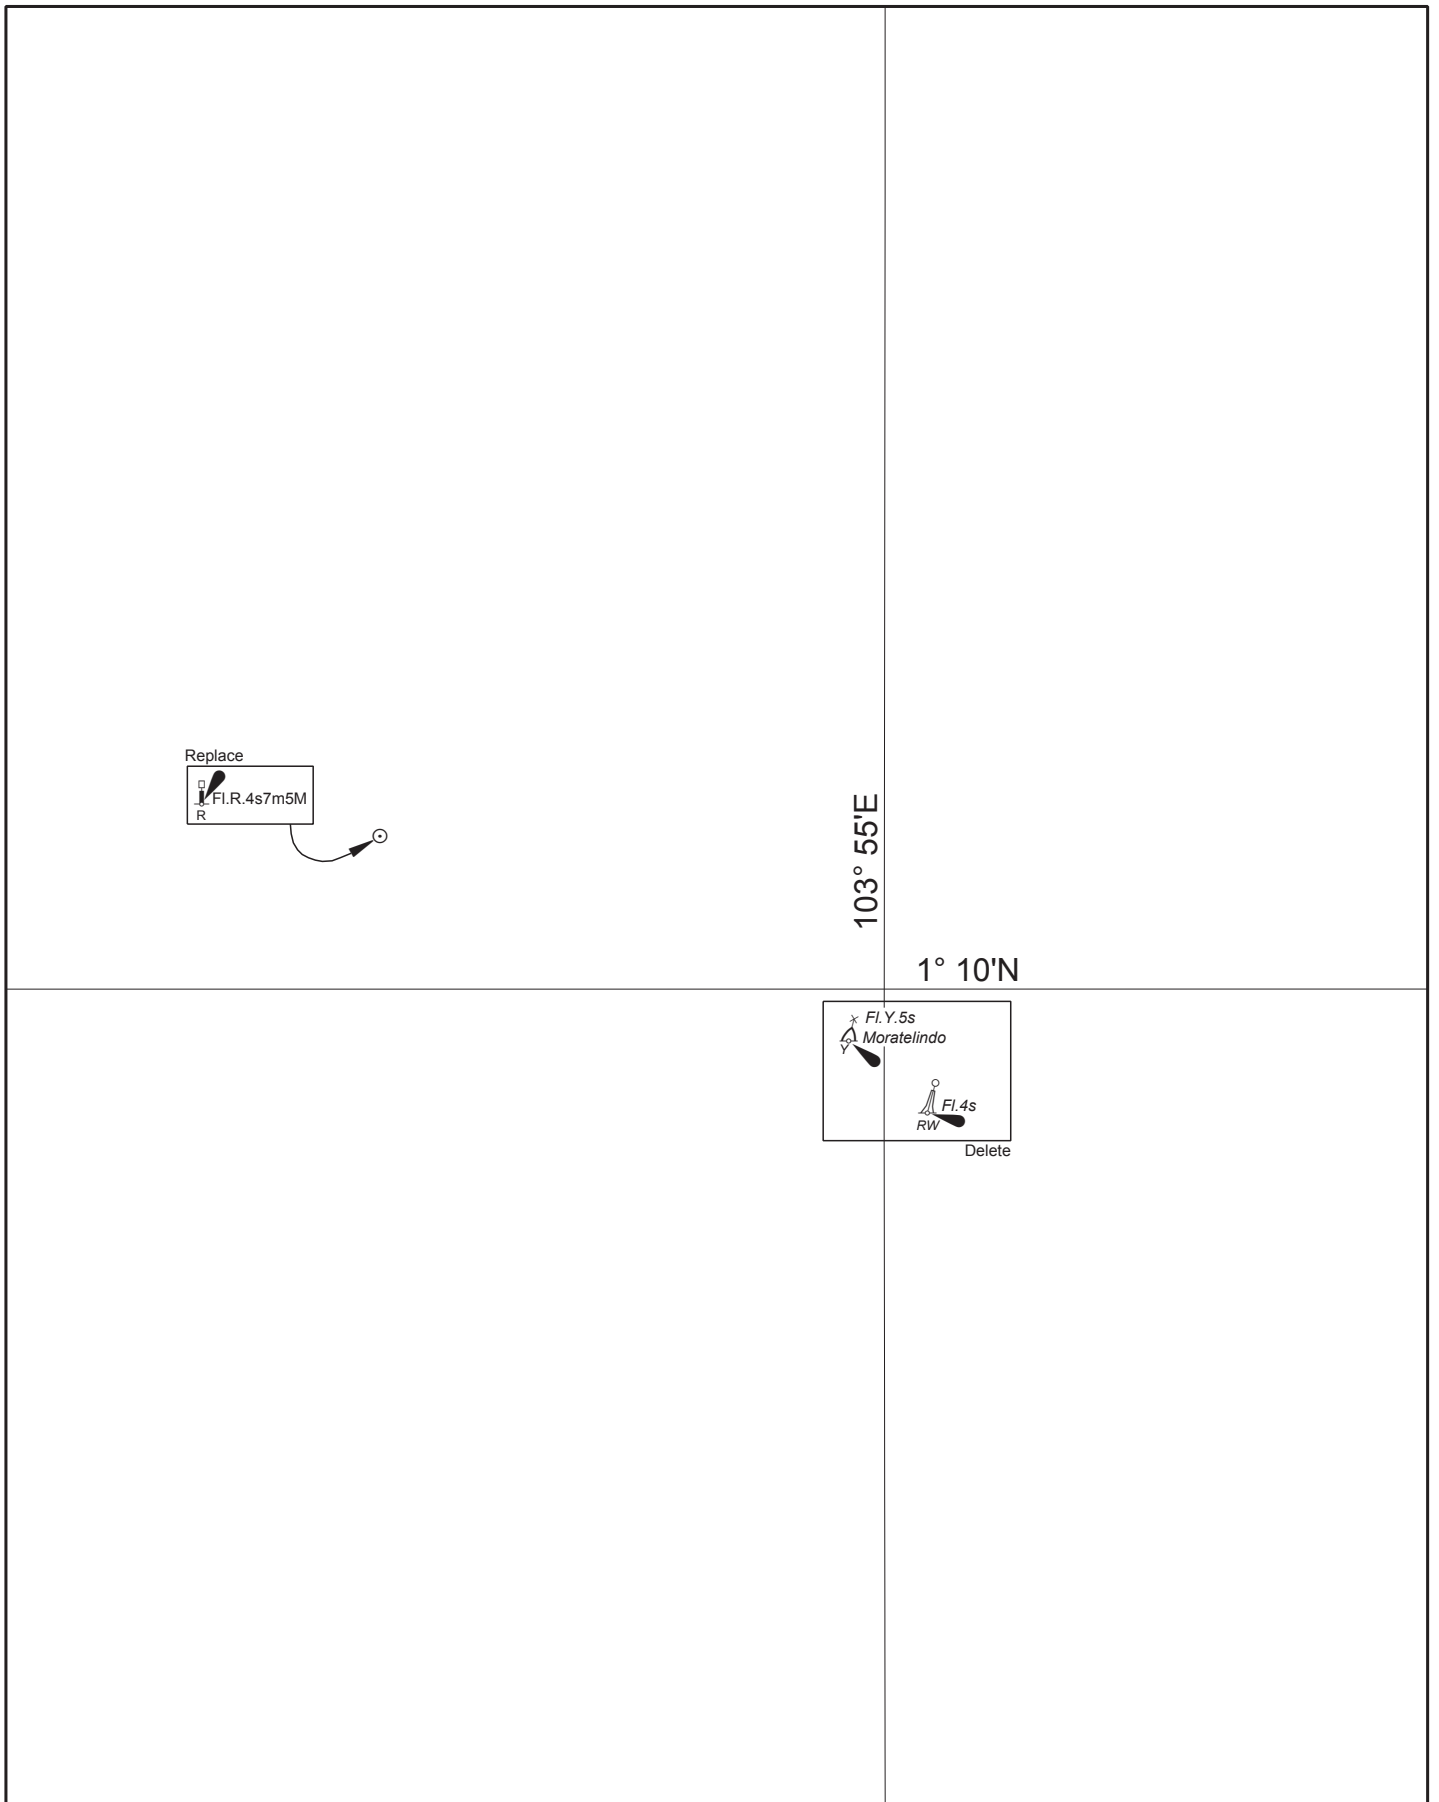 Replace
Fl.R.4s7m5M
R
103° 55'E
1° 10'N
Fl.Y.5s
Moratelindo
Y
Fl.4s
RW
Delete